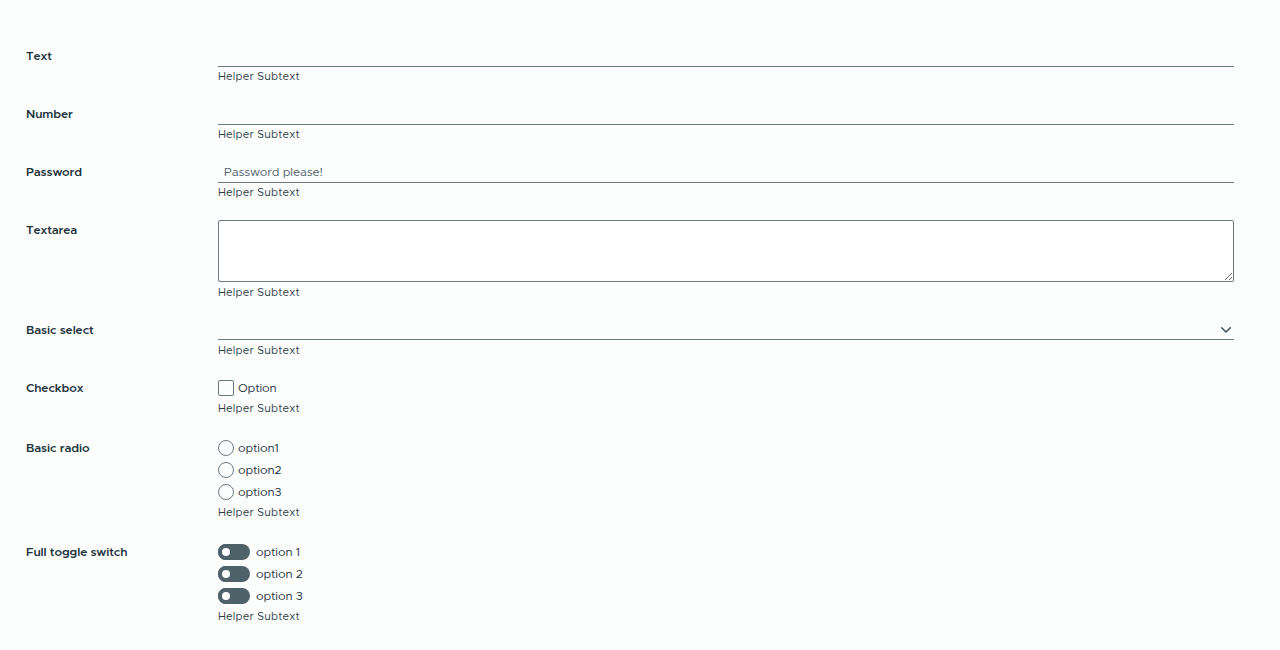 Text
Helper Subtext
Number
Helper Subtext
Password Password please!
Helper Subtext
Textarea
Helper Subtext
Basic select
Helper Subtext
Checkbox Option
Helper Subtext
Basic radio option1
option2
option3
Helper Subtext
Full toggle switch option 1
option 2
option 3
Helper Subtext